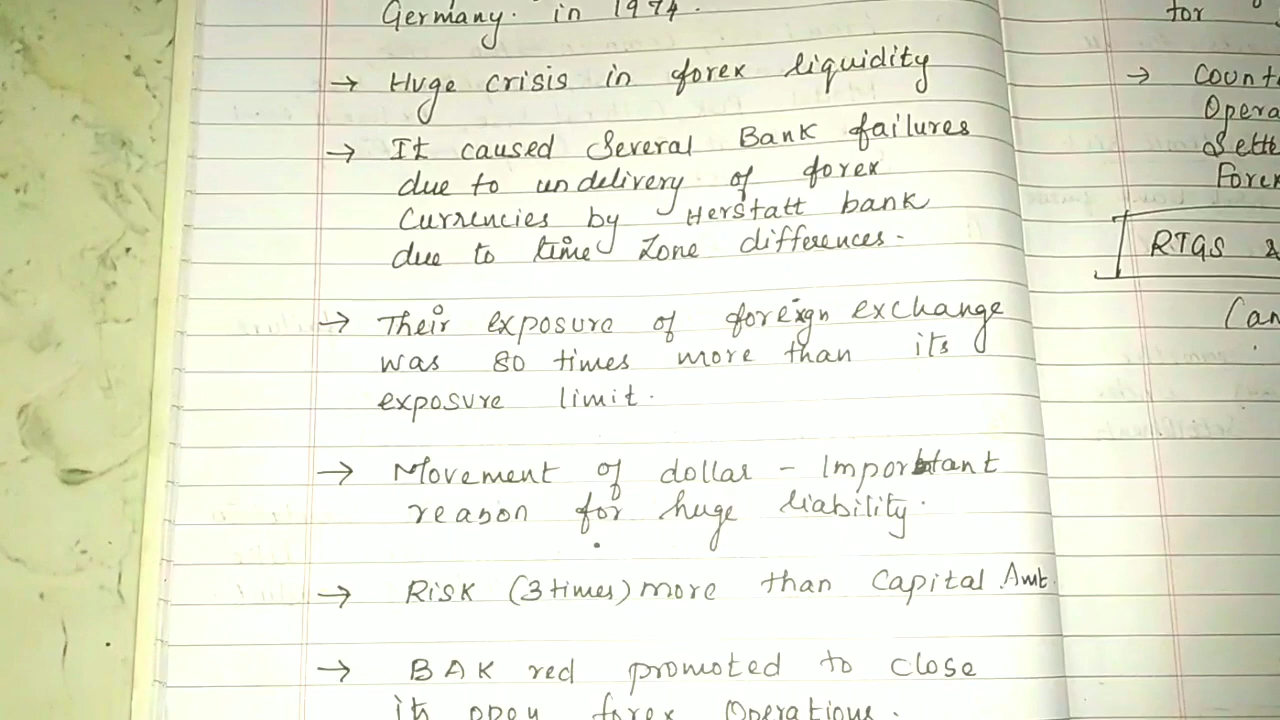 Germany. in 1974.
→ Huge crisis in forex liquidity
→ It caused Several Bank failures
due to undelivery of forex
Currencies by Herstatt bank
due to time Zone differences.
→ Their exposure of foreign exchange
was 80 times more than its
exposure limit.
→ Movement of dollar - Important
reason for huge liability.
→ Risk (3 times) more than Capital Amt.
→ BAK red promoted to close
its open forex Operations.
for
→ Count
Opera
Settle
Forex
RTGS &
Can